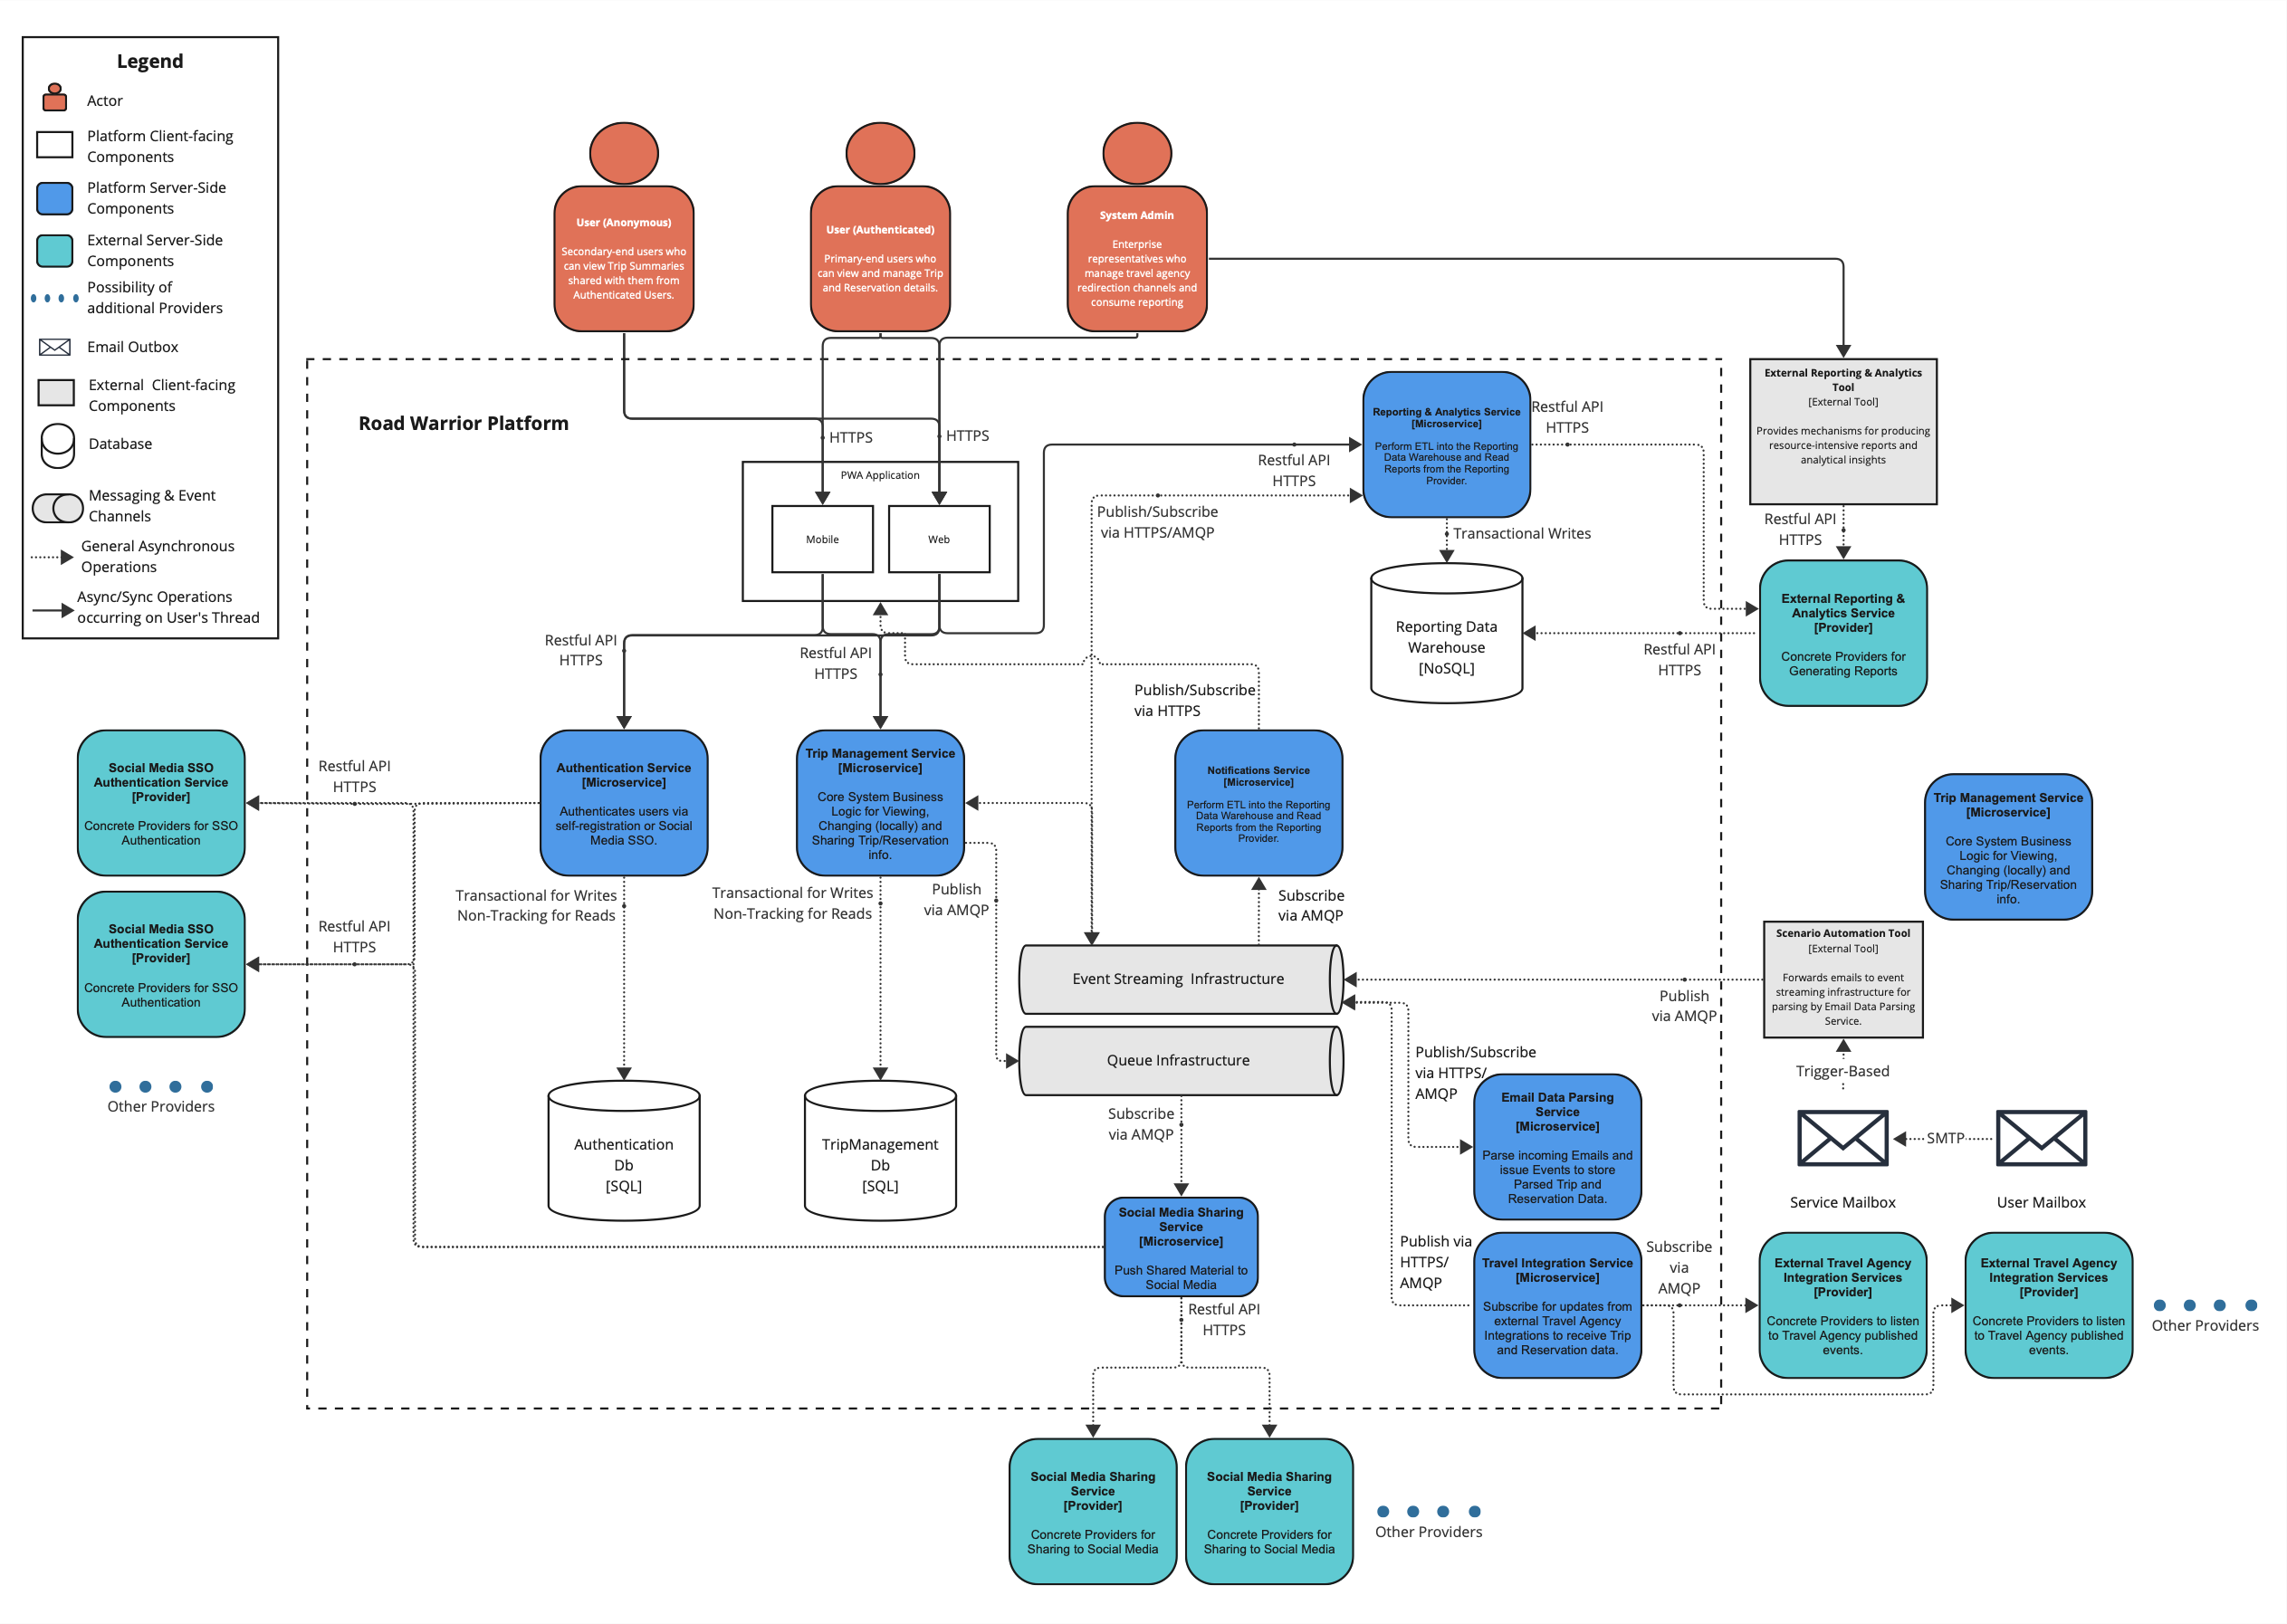 Legend
Actor
Platform Client-facing
Components
Platform Server-Side
Components
External Server-Side
Components
Possibility of
additional Providers
Email Outbox
External  Client-facing
Components
Database
Messaging & Event
Channels
General Asynchronous
Operations
Async/Sync Operations
occurring on User's Thread
User (Anonymous)
Secondary-end users who
can view Trip Summaries
shared with them from
Authenticated Users.
User (Authenticated)
Primary-end users who
can view and manage Trip
and Reservation details.
System Admin
Enterprise
representatives who
manage travel agency
redirection channels and
consume reporting
Road Warrior Platform
HTTPS
HTTPS
PWA Application
Mobile
Web
Restful API
HTTPS
Publish/Subscribe
via HTTPS/AMQP
Reporting & Analytics Service
[Microservice]
Perform ETL into the Reporting
Data Warehouse and Read
Reports from the Reporting
Provider.
Restful API
HTTPS
External Reporting & Analytics
Tool
[External Tool]
Provides mechanisms for producing
resource-intensive reports and
analytical insights
Transactional Writes
Restful API
HTTPS
Reporting Data
Warehouse
[NoSQL]
Restful API
HTTPS
External Reporting &
Analytics Service
[Provider]
Concrete Providers for
Generating Reports
Restful API
HTTPS
Restful API
HTTPS
Publish/Subscribe
via HTTPS
Social Media SSO
Authentication Service
[Provider]
Concrete Providers for SSO
Authentication
Restful API
HTTPS
Authentication Service
[Microservice]
Authenticates users via
self-registration or Social
Media SSO.
Trip Management Service
[Microservice]
Core System Business
Logic for Viewing,
Changing (locally) and
Sharing Trip/Reservation
info.
Notifications Service
[Microservice]
Perform ETL into the Reporting
Data Warehouse and Read
Reports from the Reporting
Provider.
Trip Management Service
[Microservice]
Core System Business
Logic for Viewing,
Changing (locally) and
Sharing Trip/Reservation
info.
Social Media SSO
Authentication Service
[Provider]
Concrete Providers for SSO
Authentication
Restful API
HTTPS
Transactional for Writes
Non-Tracking for Reads
Transactional for Writes
Non-Tracking for Reads
Publish
via AMQP
Subscribe
via AMQP
Scenario Automation Tool
[External Tool]
Forwards emails to event
streaming infrastructure for
parsing by Email Data Parsing
Service.
Event Streaming  Infrastructure
Publish
via AMQP
Queue Infrastructure
Other Providers
Publish/Subscribe
via HTTPS/
AMQP
Trigger-Based
Authentication
Db
[SQL]
TripManagement
Db
[SQL]
Subscribe
via AMQP
Email Data Parsing
Service
[Microservice]
Parse incoming Emails and
issue Events to store
Parsed Trip and
Reservation Data.
SMTP
Service Mailbox
User Mailbox
Social Media Sharing
Service
[Microservice]
Push Shared Material to
Social Media
Publish via
HTTPS/
AMQP
Travel Integration Service
[Microservice]
Subscribe for updates from
external Travel Agency
Integrations to receive Trip
and Reservation data.
Subscribe
via
AMQP
External Travel Agency
Integration Services
[Provider]
Concrete Providers to listen
to Travel Agency published
events.
External Travel Agency
Integration Services
[Provider]
Concrete Providers to listen
to Travel Agency published
events.
Other Providers
Restful API
HTTPS
Social Media Sharing
Service
[Provider]
Concrete Providers for
Sharing to Social Media
Social Media Sharing
Service
[Provider]
Concrete Providers for
Sharing to Social Media
Other Providers